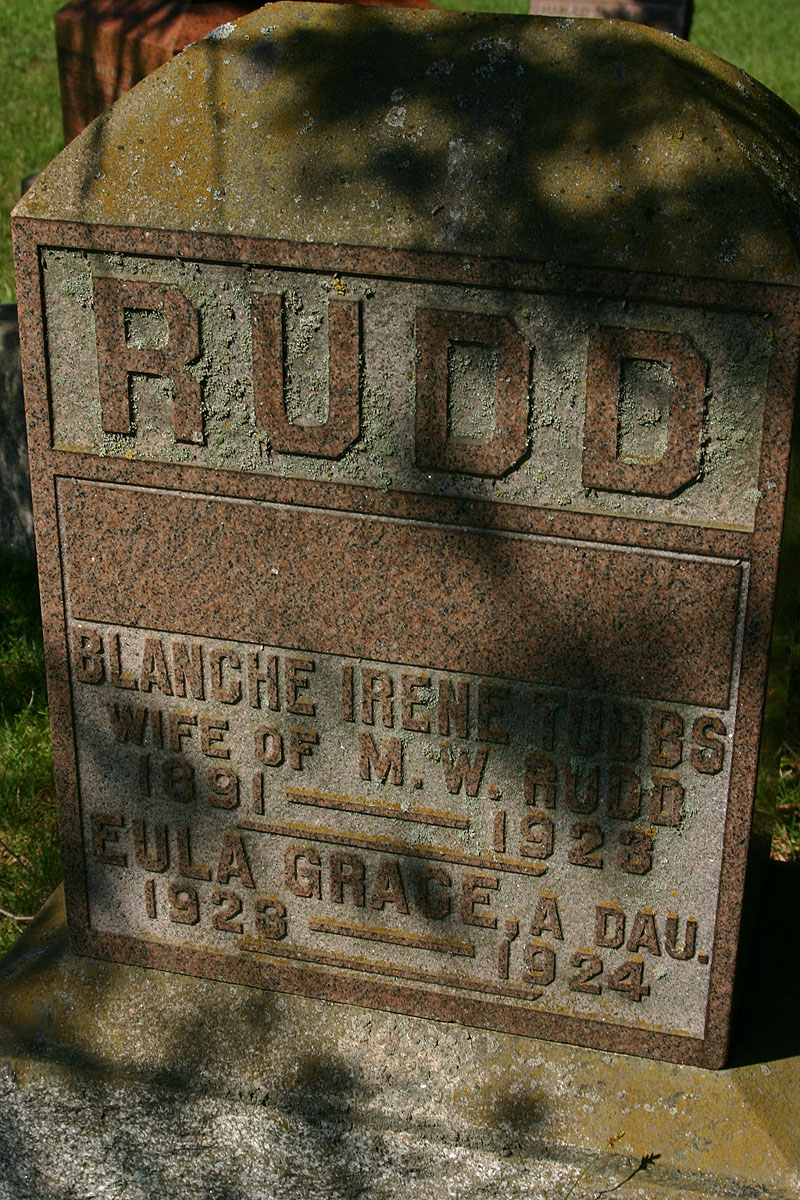 RUDD
BLANCHE IRENE TUBBS
WIFE OF M.W. RUDD
1891 1923
EULA GRACE, A DAU.
1923 1924